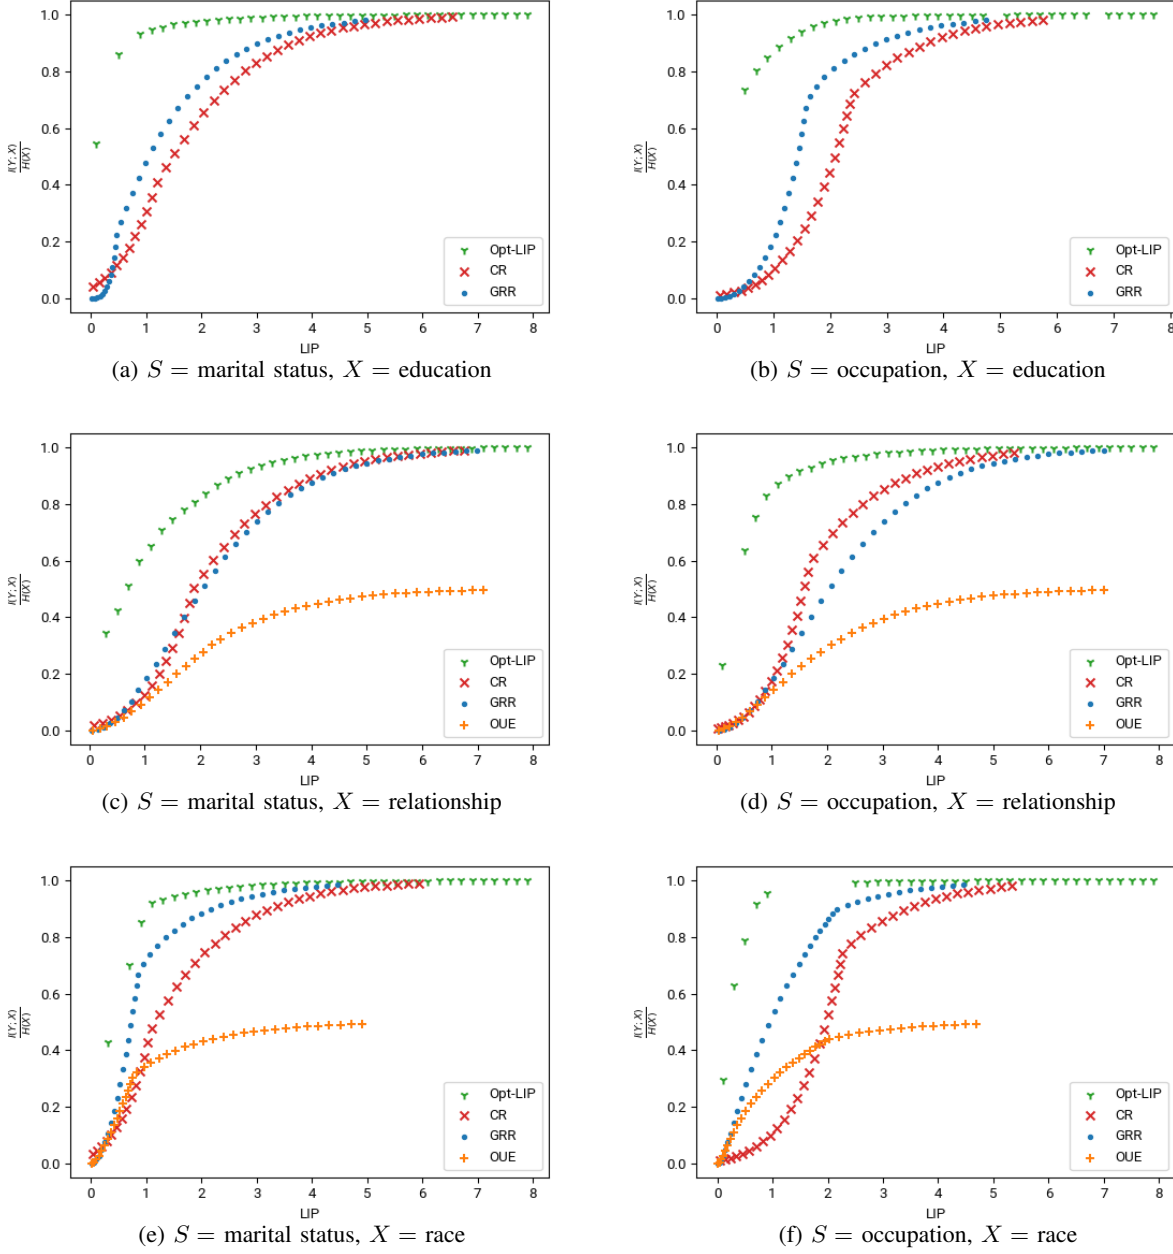 1.0
0.8
0.6
0.4
0.2
0.0
I(Y; X)
H(X)
0 1 2 3 4 5 6 7 8
LIP
Opt-LIP
CR
GRR
(a) S = marital status, X = education
1.0
0.8
0.6
0.4
0.2
0.0
I(Y; X)
H(X)
0 1 2 3 4 5 6 7 8
LIP
Opt-LIP
CR
GRR
(b) S = occupation, X = education
1.0
0.8
0.6
0.4
0.2
0.0
I(Y; X)
H(X)
0 1 2 3 4 5 6 7 8
LIP
Opt-LIP
CR
GRR
OUE
(c) S = marital status, X = relationship
1.0
0.8
0.6
0.4
0.2
0.0
I(Y; X)
H(X)
0 1 2 3 4 5 6 7 8
LIP
Opt-LIP
CR
GRR
OUE
(d) S = occupation, X = relationship
1.0
0.8
0.6
0.4
0.2
0.0
I(Y; X)
H(X)
0 1 2 3 4 5 6 7 8
LIP
Opt-LIP
CR
GRR
OUE
(e) S = marital status, X = race
1.0
0.8
0.6
0.4
0.2
0.0
I(Y; X)
H(X)
0 1 2 3 4 5 6 7 8
LIP
Opt-LIP
CR
GRR
OUE
(f) S = occupation, X = race